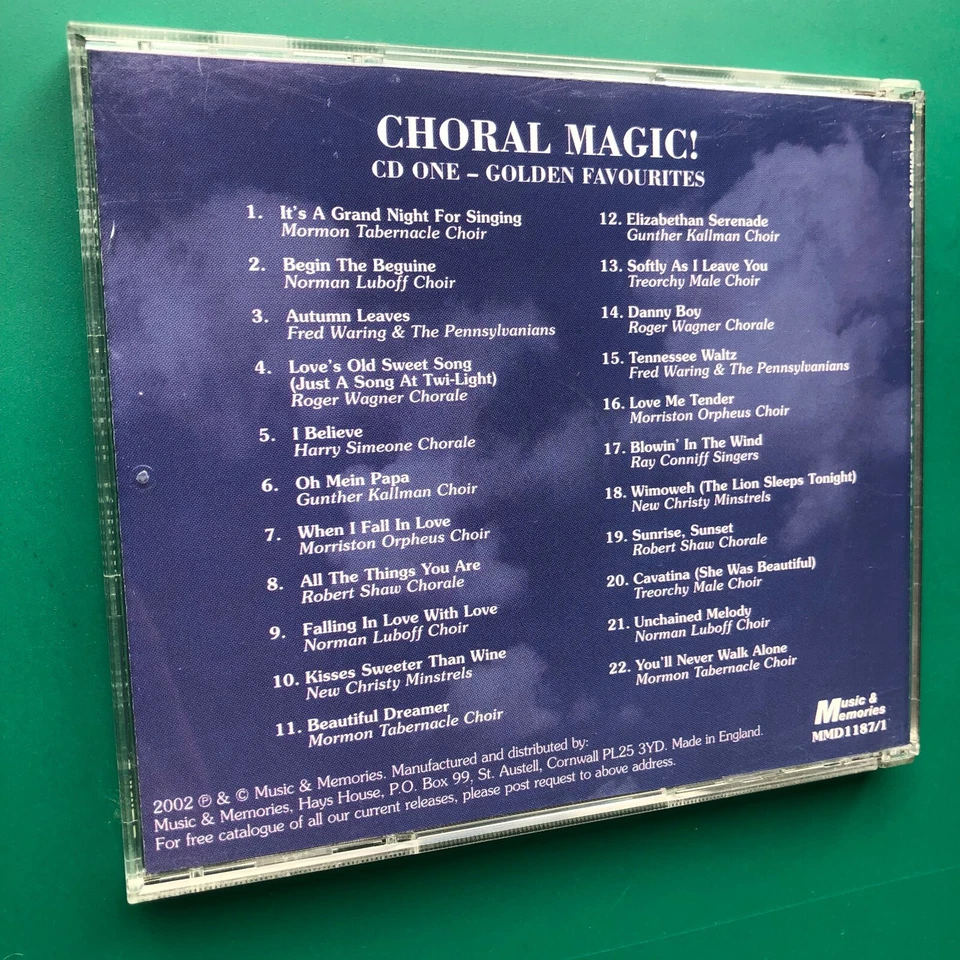 CHORAL MAGIC!
CD ONE – GOLDEN FAVOURITES
1. It's A Grand Night For Singing
Mormon Tabernacle Choir
2. Begin The Beguine
Norman Luboff Choir
3. Autumn Leaves
Fred Waring & The Pennsylvanians
4. Love's Old Sweet Song
(Just A Song At Twi-Light)
Roger Wagner Chorale
5. I Believe
Harry Simeone Chorale
6. Oh Mein Papa
Gunther Kallman Choir
7. When I Fall In Love
Morriston Orpheus Choir
8. All The Things You Are
Robert Shaw Chorale
9. Falling In Love With Love
Norman Luboff Choir
10. Kisses Sweeter Than Wine
New Christy Minstrels
11. Beautiful Dreamer
Mormon Tabernacle Choir
12. Elizabethan Serenade
Gunther Kallman Choir
13. Softly As I Leave You
Treorchy Male Choir
14. Danny Boy
Roger Wagner Chorale
15. Tennessee Waltz
Fred Waring & The Pennsylvanians
16. Love Me Tender
Morriston Orpheus Choir
17. Blowin' In The Wind
Ray Conniff Singers
18. Wimoweh (The Lion Sleeps Tonight)
New Christy Minstrels
19. Sunrise, Sunset
Robert Shaw Chorale
20. Cavatina (She Was Beautiful)
Treorchy Male Choir
21. Unchained Melody
Norman Luboff Choir
22. You'll Never Walk Alone
Mormon Tabernacle Choir
Music &
Memories
MMD1187/1
2002 ℗ & © Music & Memories. Manufactured and distributed by:
Music & Memories, Hays House, P.O. Box 99, St. Austell, Cornwall PL25 3YD. Made in England.
For free catalogue of all our current releases, please post request to above address.